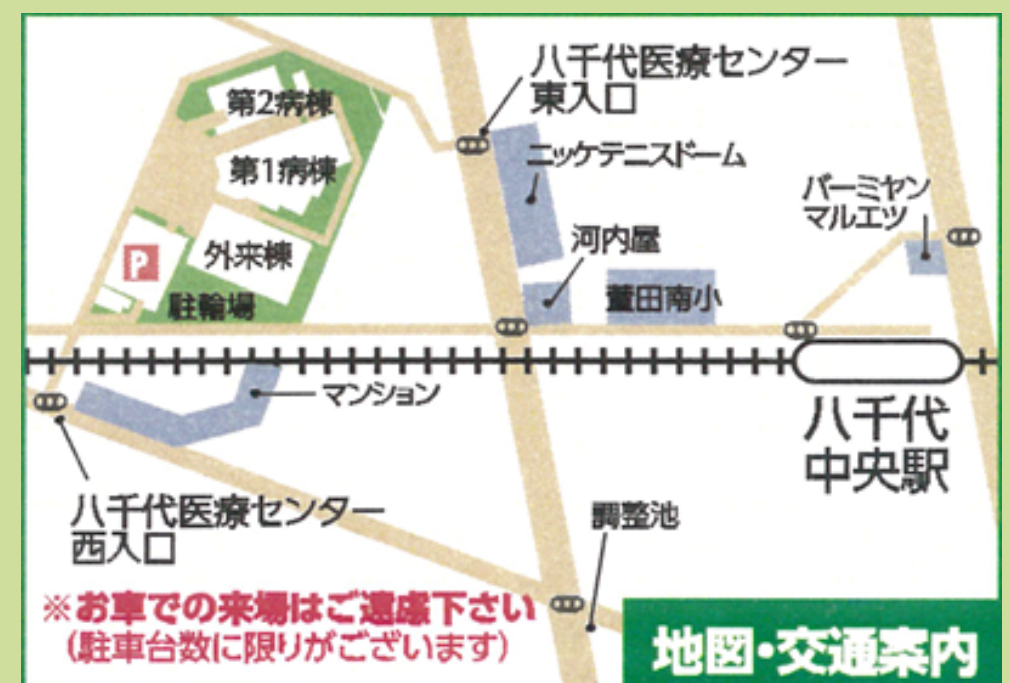 八千代医療センター
東入口
第2病棟
ニッケテニスドーム
第1病棟
バーミヤン
マルエツ
河内屋
外来棟
P
萱田南小
駐輪場
マンション
八千代
中央駅
八千代医療センター
西入口
調整池
※お車での来場はご遠慮下さい
(駐車台数に限りがございます)
地図・交通案内